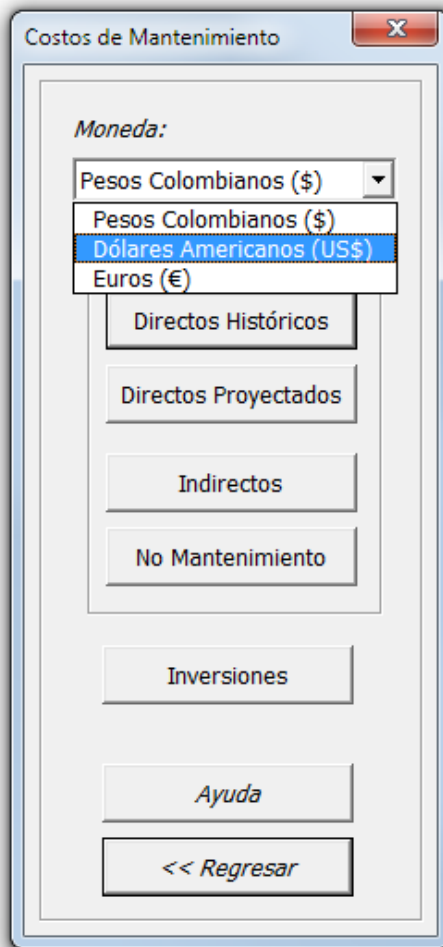 Costos de Mantenimiento
x
Moneda:
Pesos Colombianos ($)
Pesos Colombianos ($)
Dólares Americanos (US$)
Euros (€)
Directos Históricos
Directos Proyectados
Indirectos
No Mantenimiento
Inversiones
Ayuda
<< Regresar